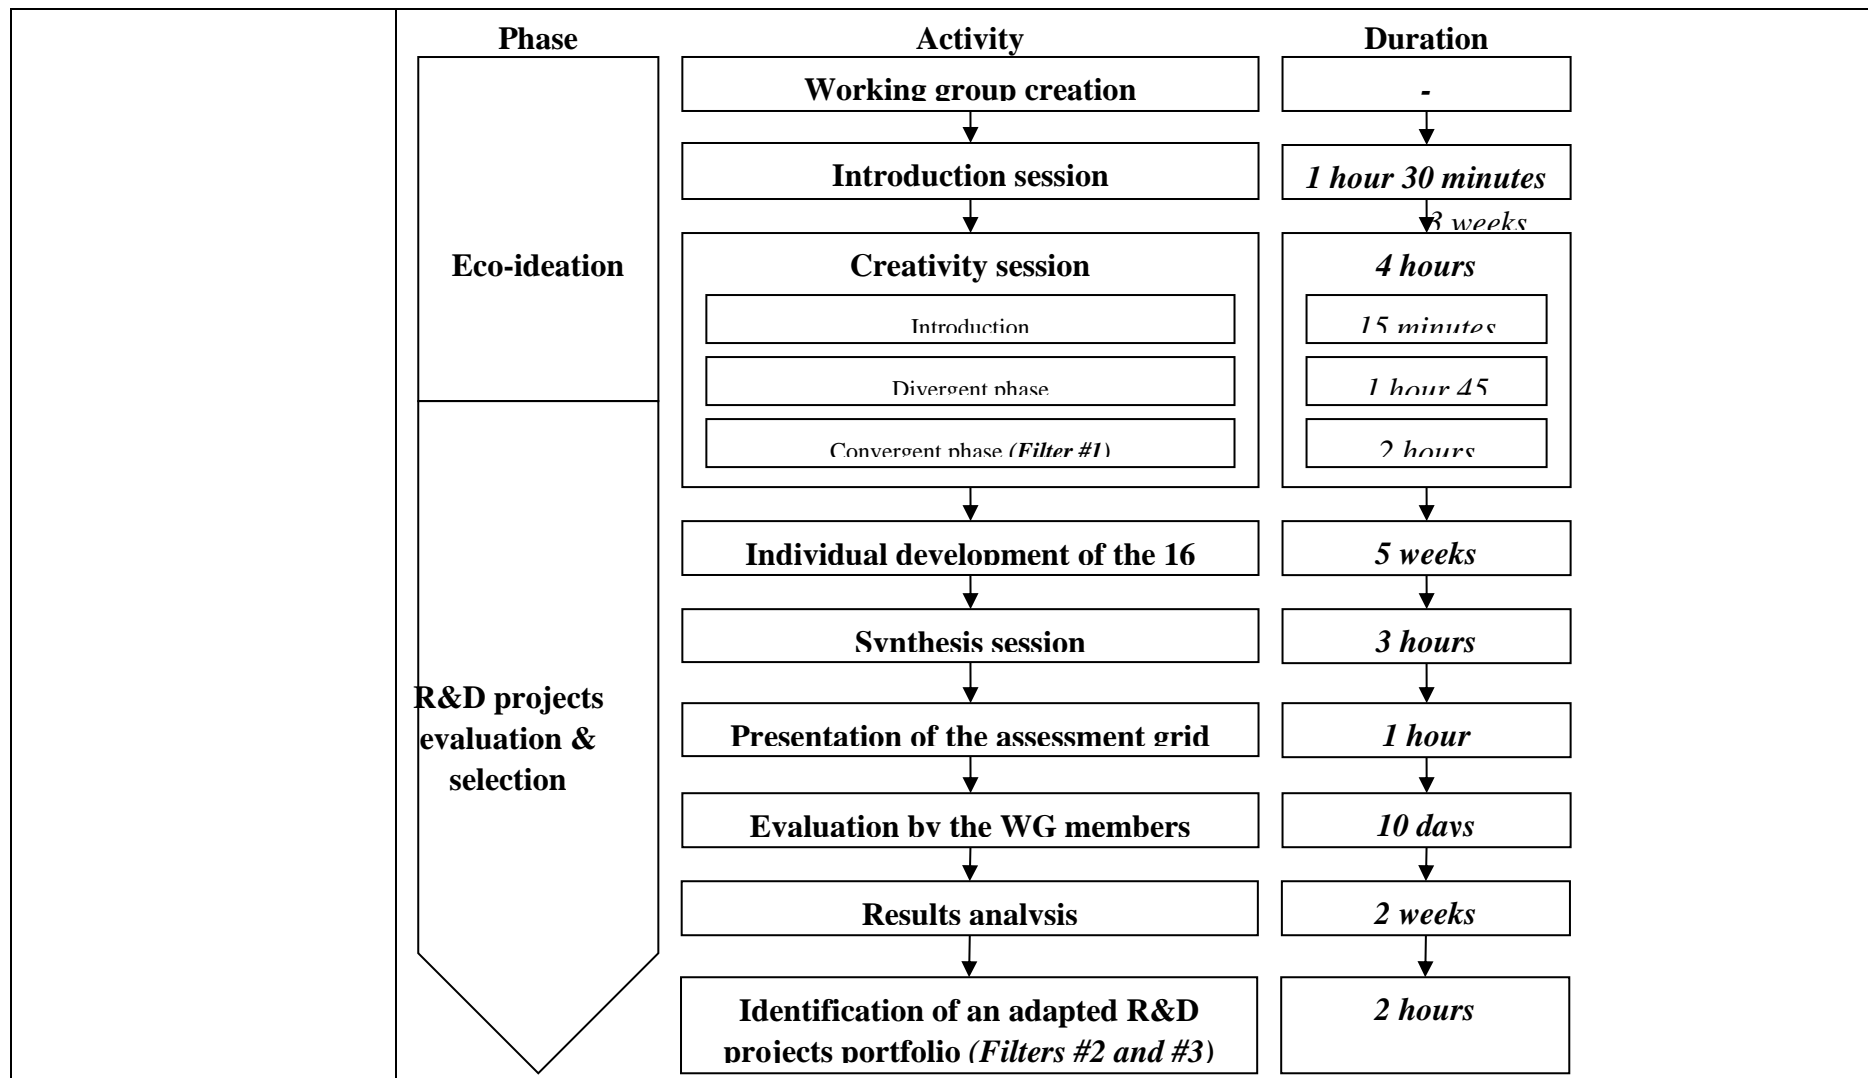 Phase Activity Duration
Working group creation -
Introduction session 1 hour 30 minutes
3 weeks
Eco-ideation Creativity session 4 hours
Introduction 15 minutes
Divergent phase 1 hour 45
Convergent phase (Filter #1) 2 hours
Individual development of the 16 5 weeks
Synthesis session 3 hours
R&D projects
evaluation &
selection
Presentation of the assessment grid 1 hour
Evaluation by the WG members 10 days
Results analysis 2 weeks
Identification of an adapted R&D
projects portfolio (Filters #2 and #3)
2 hours